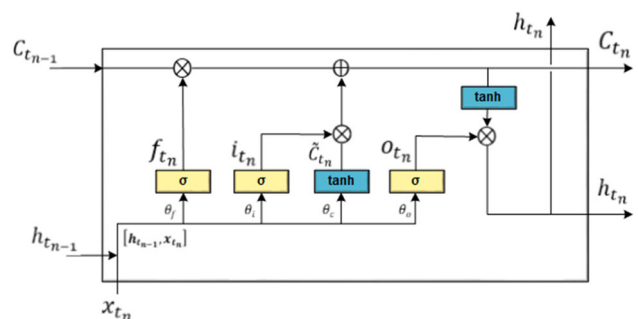 h_{t_n}
C_{t_{n-1}} C_{t_n}
tanh
f_{t_n} i_{t_n} C̃_{t_n} o_{t_n}
σ σ tanh σ
h_{t_n}
θ_f θ_i θ_c θ_o
h_{t_{n-1}} [h_{t_{n-1}}, x_{t_n}]
x_{t_n}